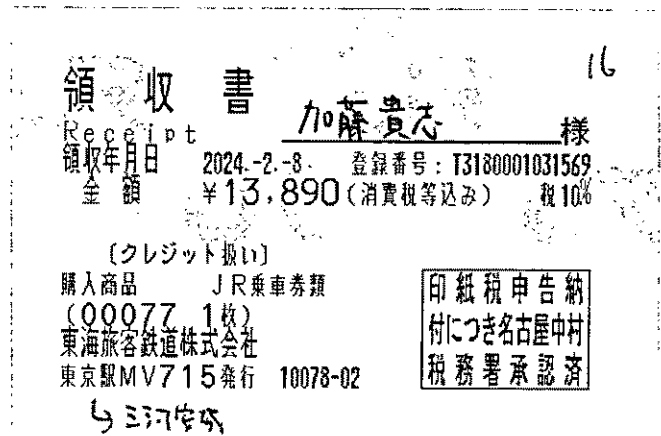 16
領収書
Receipt
加藤貴志 様
領収年月日 2024.-2.-8. 登録番号:T3180001031569
金額 ¥13,890(消費税等込み) 税10%
〔クレジット扱い〕
購入商品 JR乗車券類
(00077 1枚)
東海旅客鉄道株式会社
東京駅MV715発行 10078-02
印紙税申告納
付につき名古屋中村
税務署承認済
↳三河安城